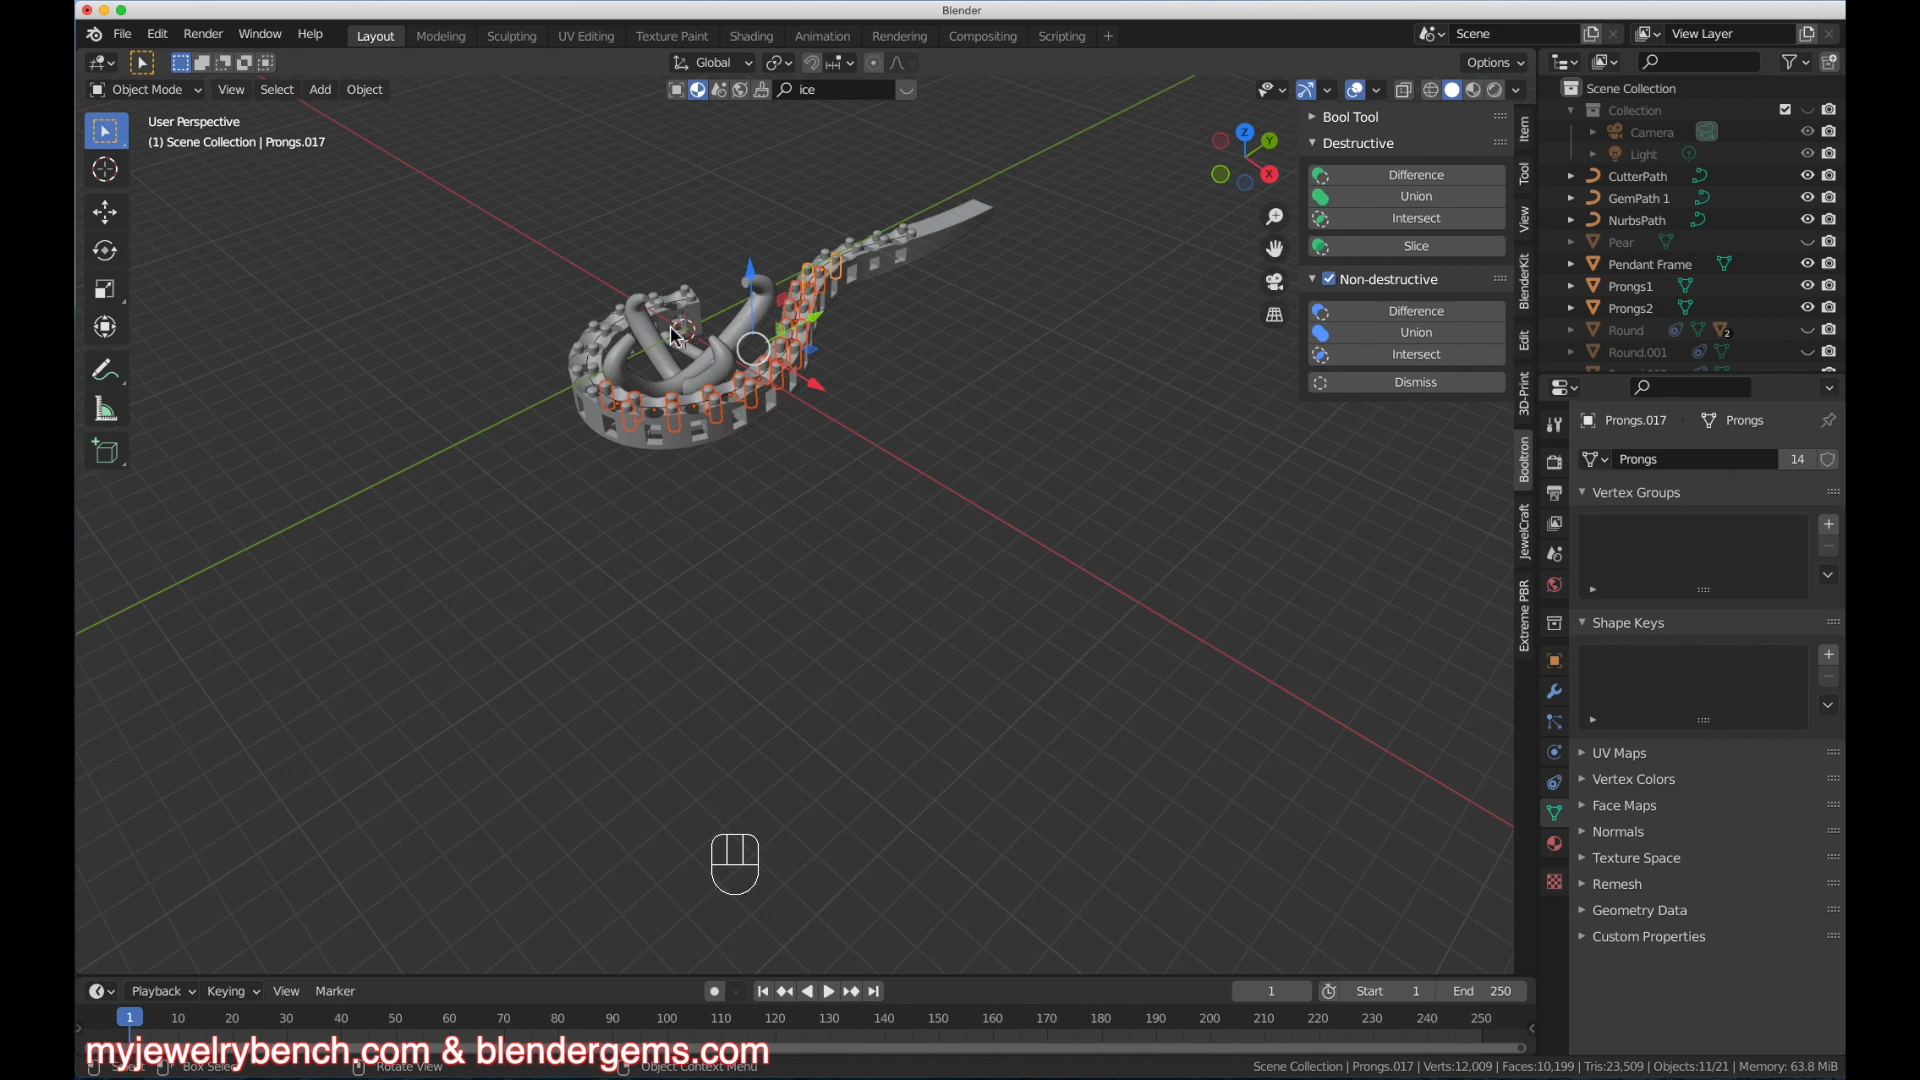 Blender
File Edit Render Window Help Layout Modeling Sculpting UV Editing Texture Paint Shading Animation Rendering Compositing Scripting + Scene View Layer
Global Options
Object Mode View Select Add Object ice
User Perspective
(1) Scene Collection | Prongs.017
Z
Y
X
Bool Tool
Destructive
Difference
Union
Intersect
Slice
Non-destructive
Difference
Union
Intersect
Dismiss
Item
Tool
View
BlenderKit
Edit
3D-Print
Booltron
JewelCraft
Extreme PBR
Scene Collection
Collection
Camera
Light
CutterPath
GemPath 1
NurbsPath
Pear
Pendant Frame
Prongs1
Prongs2
Round 2
Round.001
Prongs.017 Prongs
Prongs 14
Vertex Groups
Shape Keys
UV Maps
Vertex Colors
Face Maps
Normals
Texture Space
Remesh
Geometry Data
Custom Properties
Playback Keying View Marker 1 Start 1 End 250
1 10 20 30 40 50 60 70 80 90 100 110 120 130 140 150 160 170 180 190 200 210 220 230 240 250
myjewelrybench.com & blendergems.com
Rotate View Object Context Menu Scene Collection | Prongs.017 | Verts:12,009 | Faces:10,199 | Tris:23,509 | Objects:11/21 | Memory: 63.8 MiB